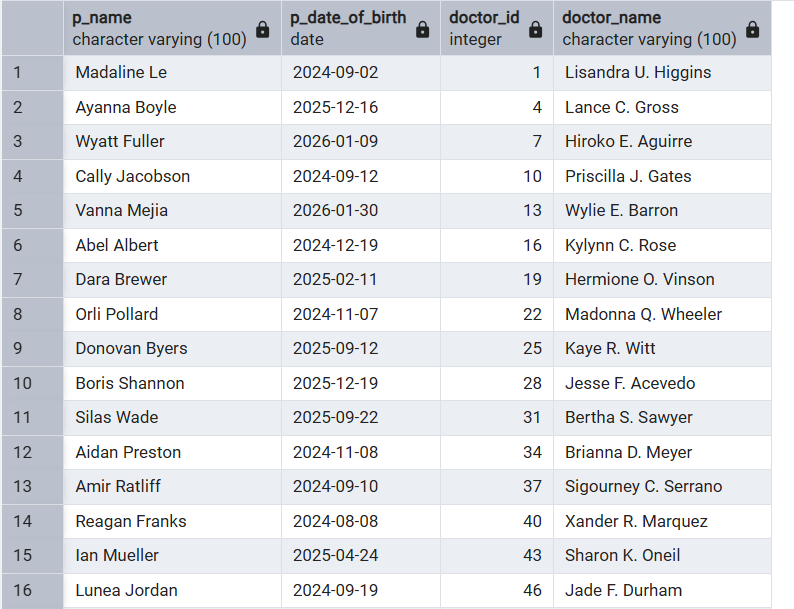 p_name p_date_of_birth doctor_id doctor_name
character varying (100) date integer character varying (100)
1 Madaline Le 2024-09-02 1 Lisandra U. Higgins
2 Ayanna Boyle 2025-12-16 4 Lance C. Gross
3 Wyatt Fuller 2026-01-09 7 Hiroko E. Aguirre
4 Cally Jacobson 2024-09-12 10 Priscilla J. Gates
5 Vanna Mejia 2026-01-30 13 Wylie E. Barron
6 Abel Albert 2024-12-19 16 Kylynn C. Rose
7 Dara Brewer 2025-02-11 19 Hermione O. Vinson
8 Orli Pollard 2024-11-07 22 Madonna Q. Wheeler
9 Donovan Byers 2025-09-12 25 Kaye R. Witt
10 Boris Shannon 2025-12-19 28 Jesse F. Acevedo
11 Silas Wade 2025-09-22 31 Bertha S. Sawyer
12 Aidan Preston 2024-11-08 34 Brianna D. Meyer
13 Amir Ratliff 2024-09-10 37 Sigourney C. Serrano
14 Reagan Franks 2024-08-08 40 Xander R. Marquez
15 Ian Mueller 2025-04-24 43 Sharon K. Oneil
16 Lunea Jordan 2024-09-19 46 Jade F. Durham